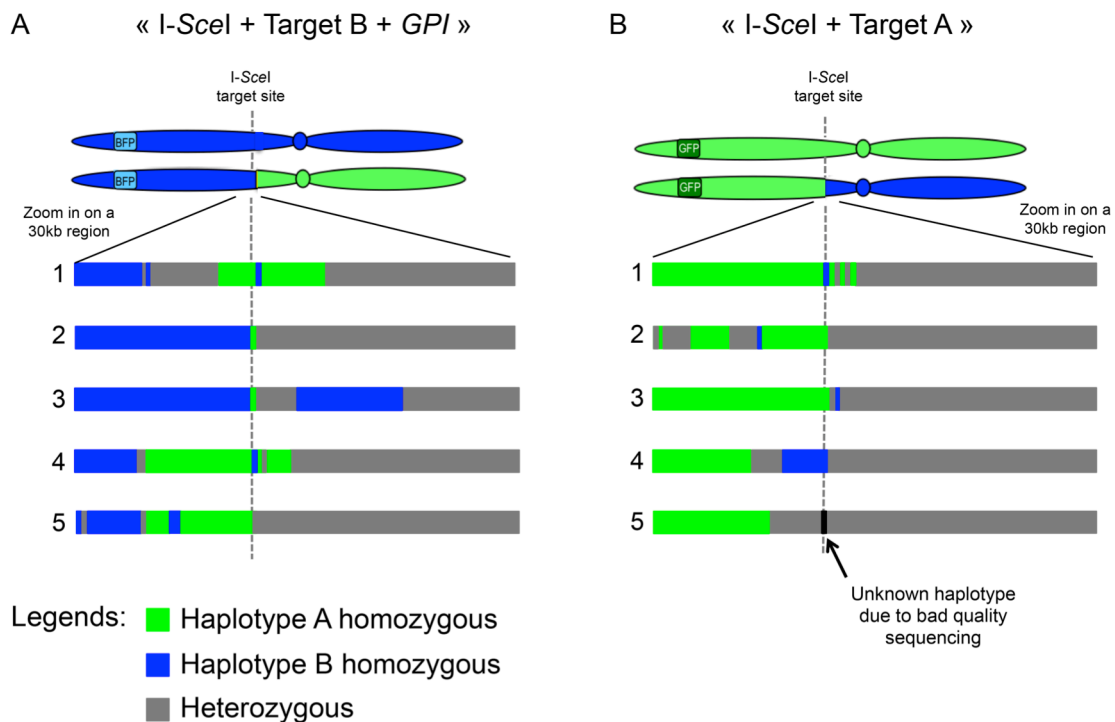 A « I-SceI + Target B + GPI »
I-SceI
target site
BFP
BFP
Zoom in on a
30kb region
1
2
3
4
5
B « I-SceI + Target A »
I-SceI
target site
GFP
GFP
Zoom in on a
30kb region
1
2
3
4
5
Unknown haplotype
due to bad quality
sequencing
Legends:
Haplotype A homozygous
Haplotype B homozygous
Heterozygous